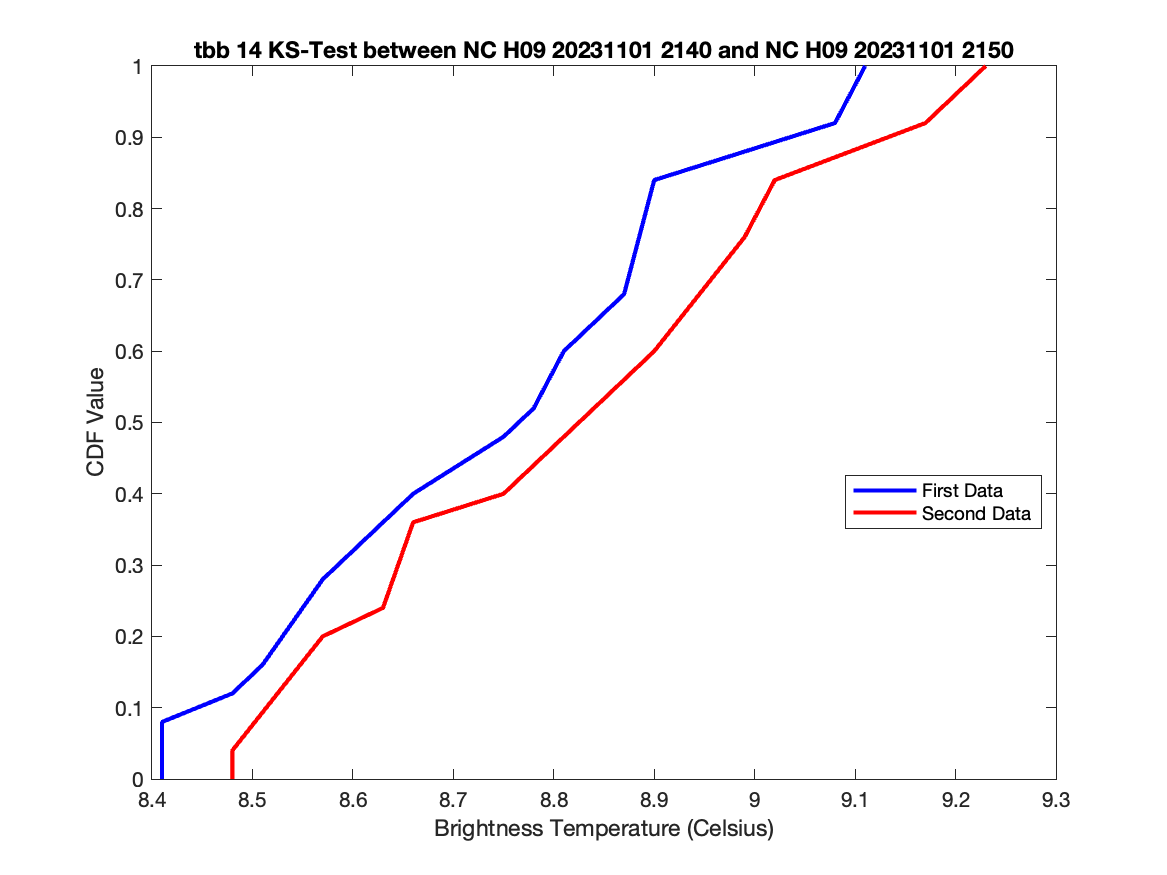 tbb 14 KS-Test between NC H09 20231101 2140 and NC H09 20231101 2150
1
0.9
0.8
0.7
0.6
0.5
0.4
0.3
0.2
0.1
0
CDF Value
First Data
Second Data
8.4 8.5 8.6 8.7 8.8 8.9 9 9.1 9.2 9.3
Brightness Temperature (Celsius)